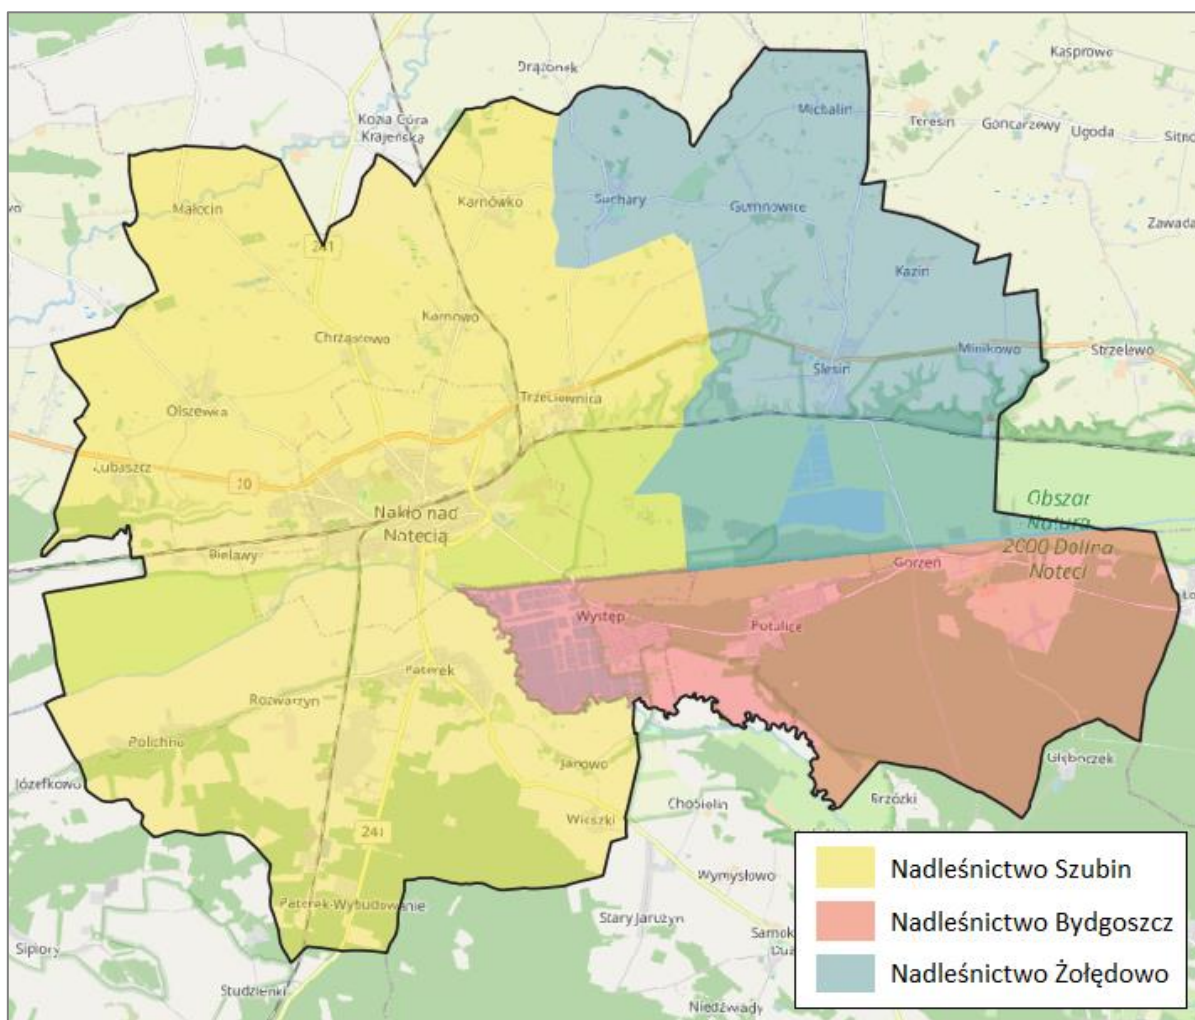 Kasprowo
Drążonek
Michalin
Teresin
Gońcarzewy
Ugoda
Kozia Góra
Krajeńska
Karnówko
Suchary
Gumnowice
Małocin
Zawada
241
Kazin
Karnowo
Chrząstowo
Minikowo
Strzelewo
Ślesin
Trzeciewnica
Olszewka
Lubaszcz
10
Nakło nad
Notecią
Obszar
Natura
2000 Dolina
Noteci
Bielawy
Gorzeń
Występ
Potulice
Paterek
Rozwarzyn
Polichno
Janowo
Głęboczek
Józefkowo
Chobielin
Brzózki
Wieszki
241
Wymysłowo
Paterek-Wybudowanie
Stary Jarużyn
Sipiory
Studzienki
Niedźwiady
Nadleśnictwo Szubin
Nadleśnictwo Bydgoszcz
Nadleśnictwo Żołędowo